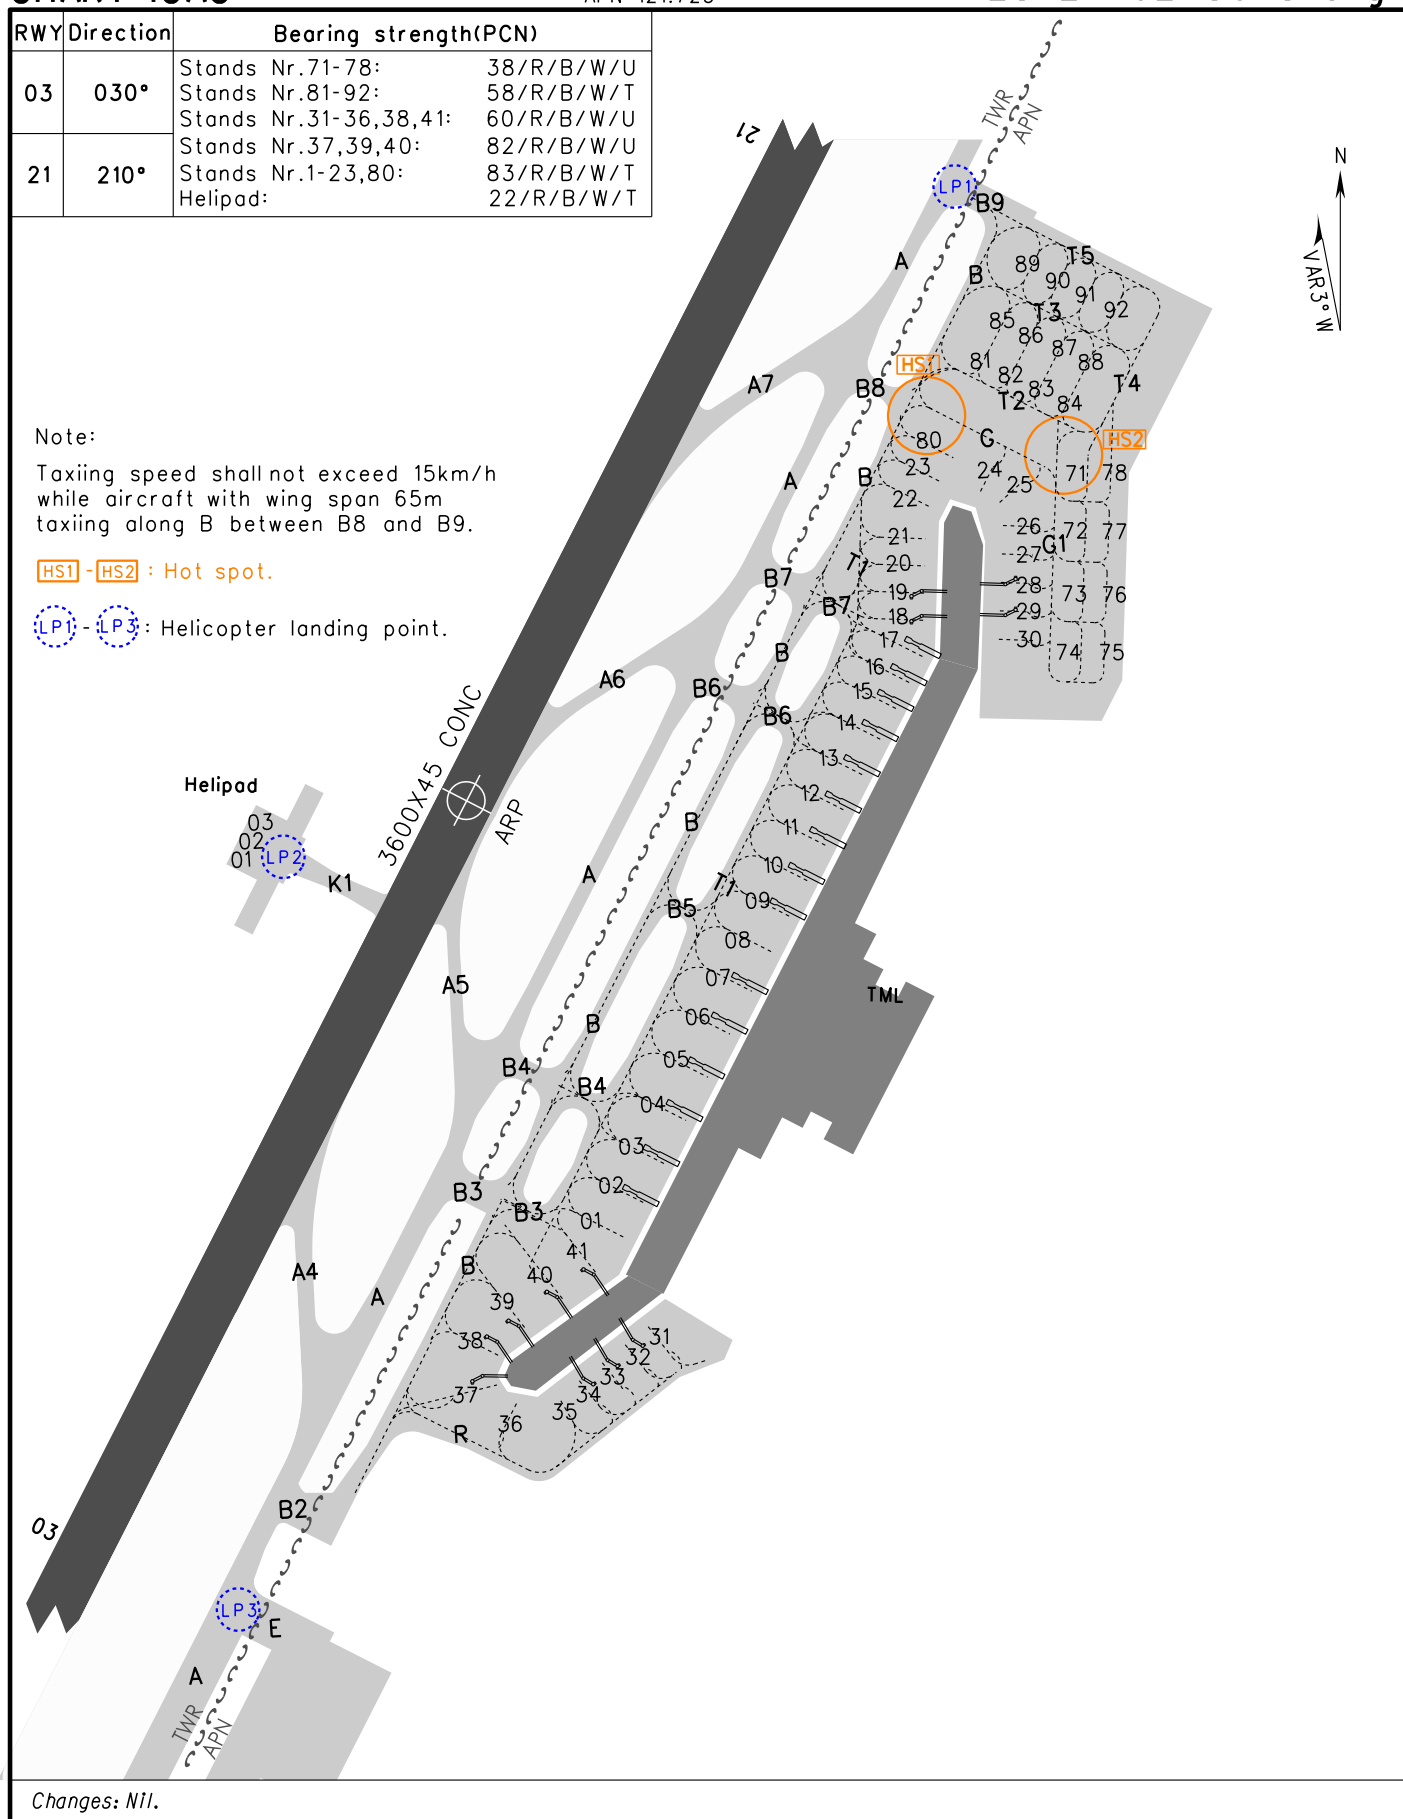 APN 121.725
RWY Direction Bearing strength(PCN)
03 030°
21 210°
Stands Nr.71-78: 38/R/B/W/U
Stands Nr.81-92: 58/R/B/W/T
Stands Nr.31-36,38,41: 60/R/B/W/U
Stands Nr.37,39,40: 82/R/B/W/U
Stands Nr.1-23,80: 83/R/B/W/T
Helipad: 22/R/B/W/T
TWR
APN
21
N
VAR3° W
LP1
B9
A
B
89
T5
90
91
92
T3
85
86
87
88
81
82
83
84
T2
T4
HS1
A7
B8
80
G
HS2
23
24
25
71
78
A
B
22
26
72
77
21
27
G1
T1
20
28
73
76
B7
19
29
B7
18
30
74
75
17
B
16
A6
B6
15
B6
14
13
12
B
11
10
T1
09
B5
08
07
06
B
05
B4
B4
04
03
02
B3
B3
01
Note:
Taxiing speed shall not exceed 15km/h
while aircraft with wing span 65m
taxiing along B between B8 and B9.
HS1 - HS2 : Hot spot.
LP1 - LP3 : Helicopter landing point.
3600X45 CONC
ARP
Helipad
03
02
01
LP2
K1
A
A5
TML
A4
A
B
41
40
39
38
37
31
32
33
34
35
36
R
B2
03
LP3
E
A
TWR
APN
Changes: Nil.